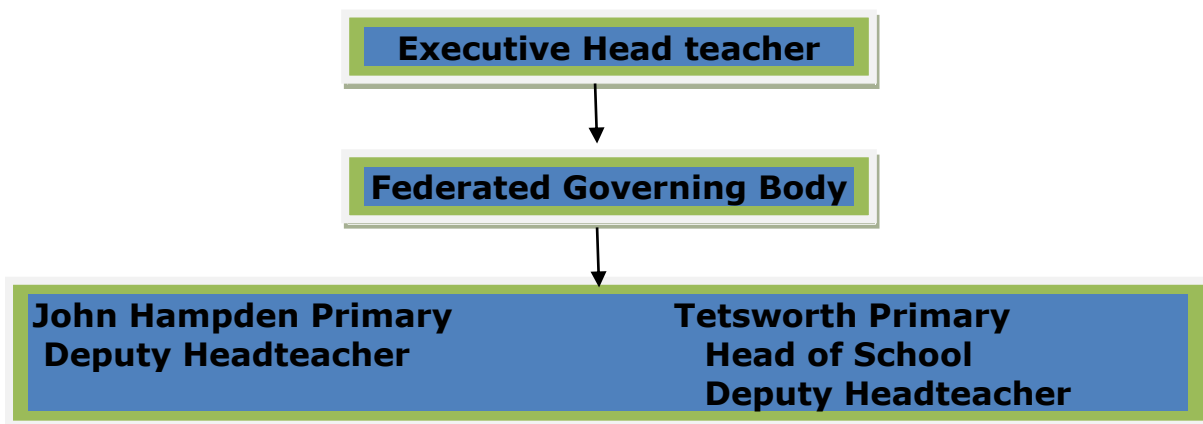 Executive Head teacher
Federated Governing Body
John Hampden Primary
Deputy Headteacher
Tetsworth Primary
Head of School
Deputy Headteacher